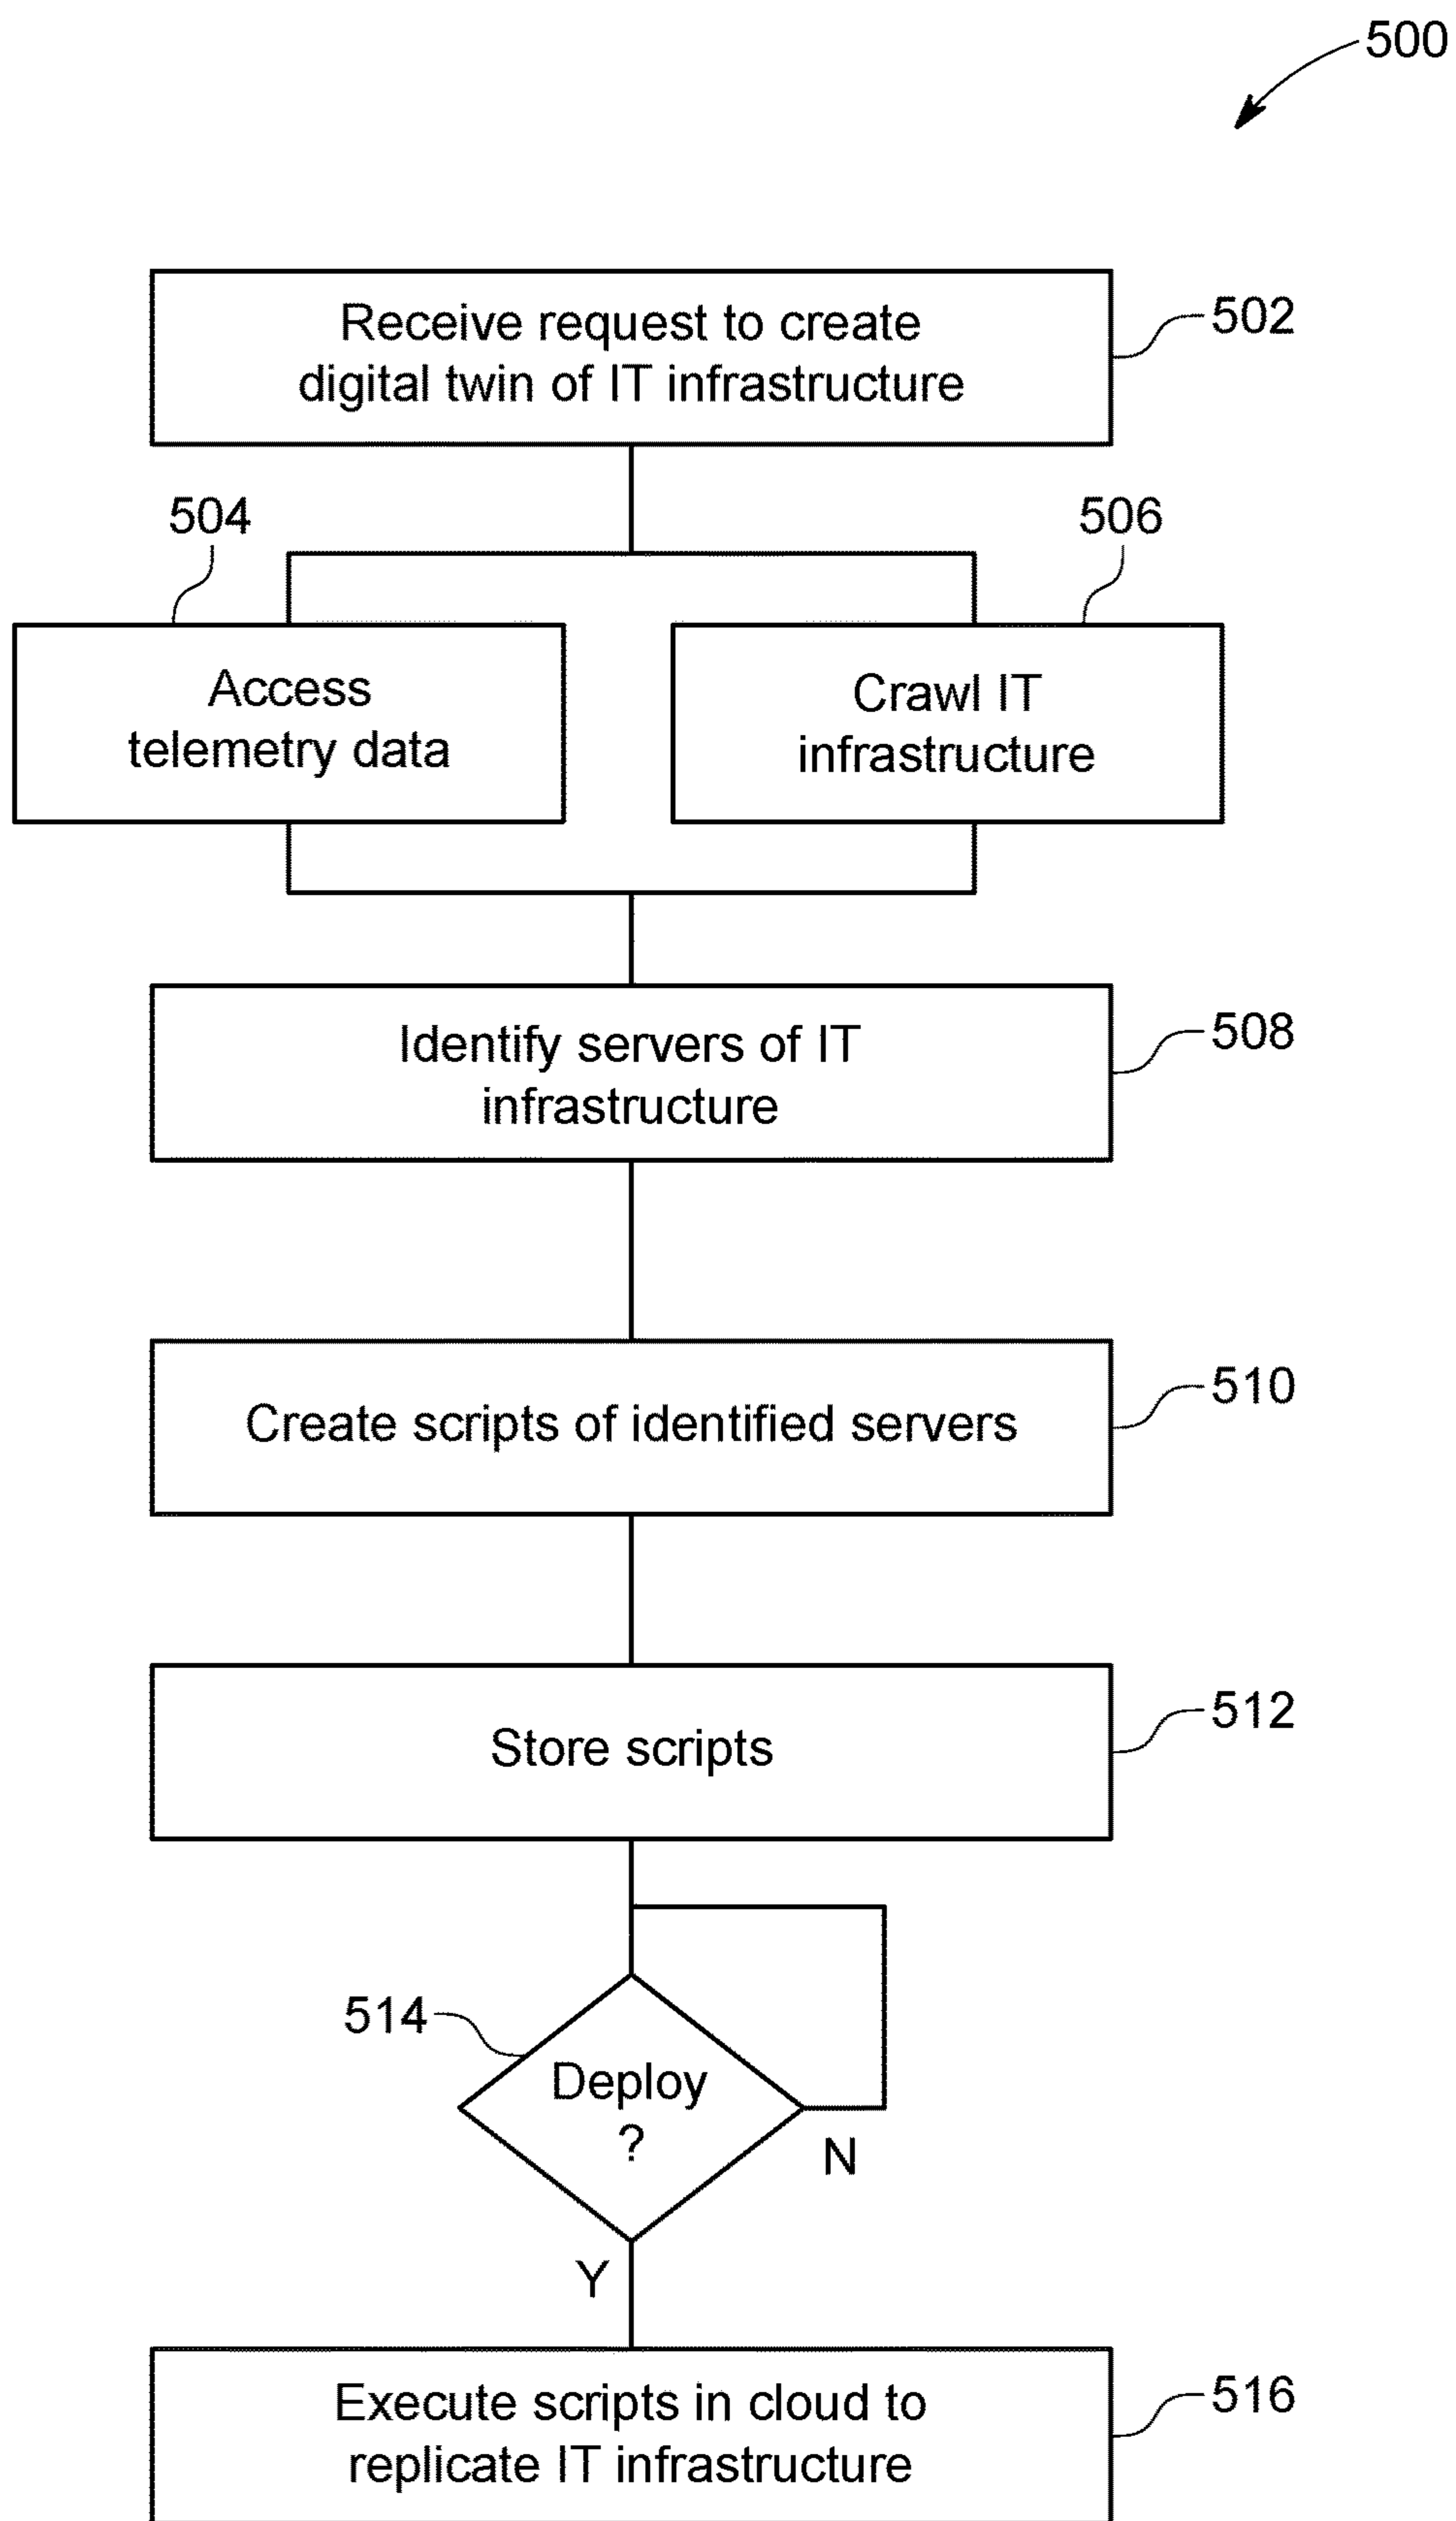 500
Receive request to create
digital twin of IT infrastructure
502
504
506
Access
telemetry data
Crawl IT
infrastructure
Identify servers of IT
infrastructure
508
Create scripts of identified servers
510
Store scripts
512
514
Deploy
?
N
Y
Execute scripts in cloud to
replicate IT infrastructure
516